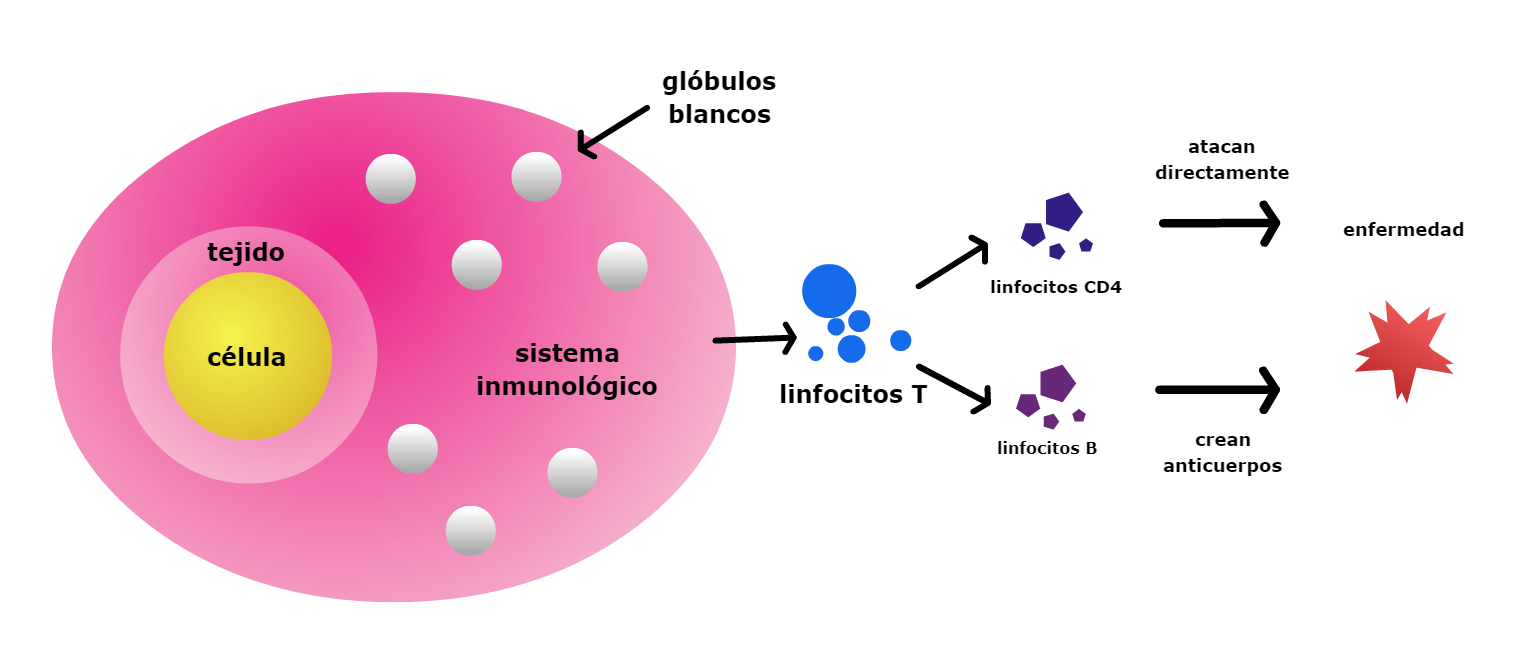 glóbulos
blancos
tejido
célula
sistema
inmunológico
linfocitos T
linfocitos CD4
linfocitos B
atacan
directamente
crean
anticuerpos
enfermedad